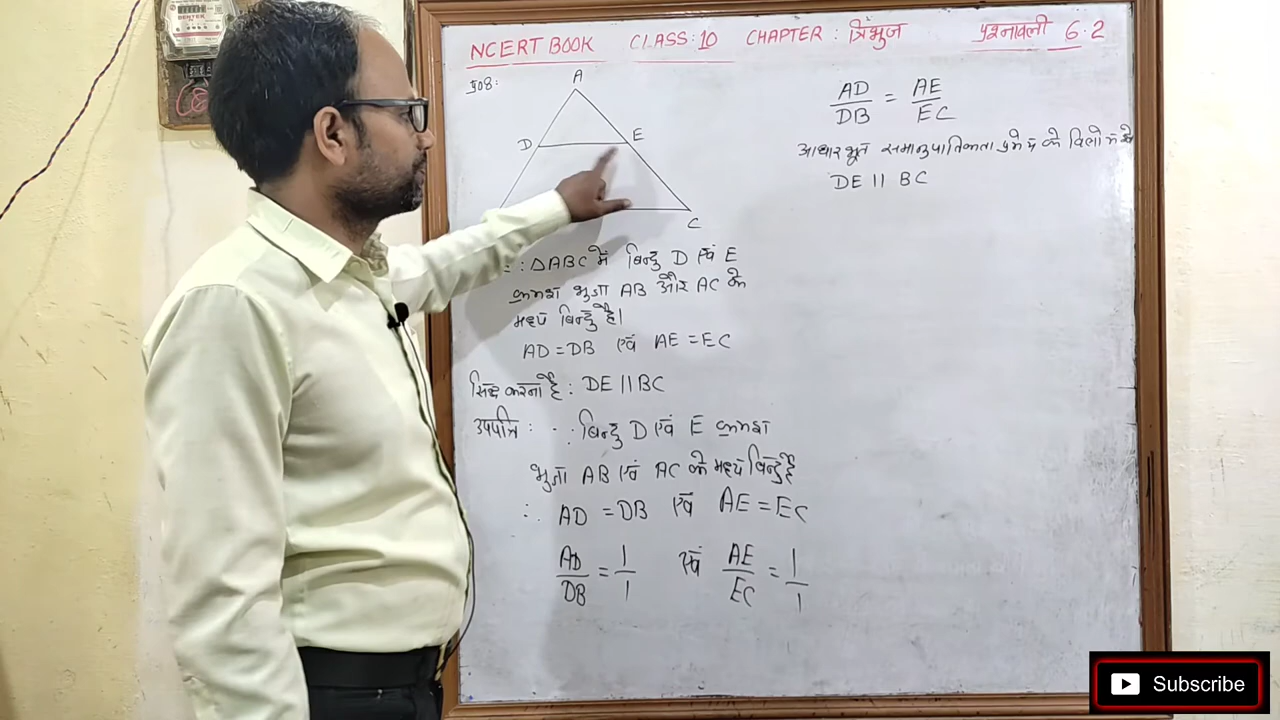 NCERT BOOK CLASS:10 CHAPTER : त्रिभुज प्रश्नावली 6.2
प्र08:
A
D
E
C
: ΔABC में बिन्दु D एवं E
क्रमश भुजा AB और AC के
मध्य बिन्दु है।
AD = DB एवं AE = EC
सिद्ध करना है : DE || BC
उपपत्ति : ∵ बिन्दु D एवं E क्रमश
भुजा AB एवं AC के मध्य बिन्दु है
∴ AD = DB एवं AE = EC
AD/DB = 1/1 एवं AE/EC = 1/1
AD/DB = AE/EC
आधारभूत समानुपातिकता प्रमेय के विलोम से
DE || BC
Subscribe